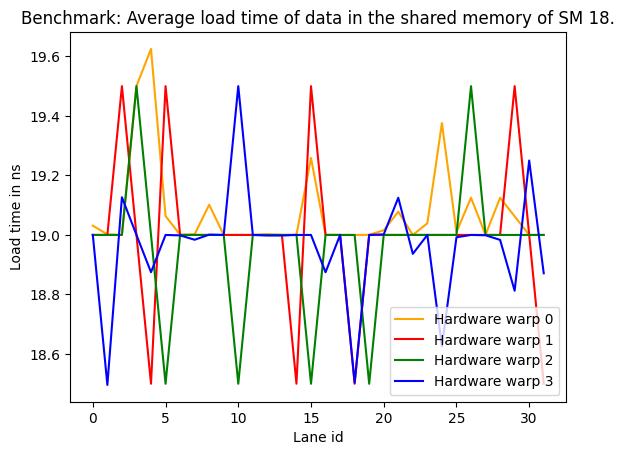 Benchmark: Average load time of data in the shared memory of SM 18.
Load time in ns
19.6
19.4
19.2
19.0
18.8
18.6
Hardware warp 0
Hardware warp 1
Hardware warp 2
Hardware warp 3
0 5 10 15 20 25 30
Lane id